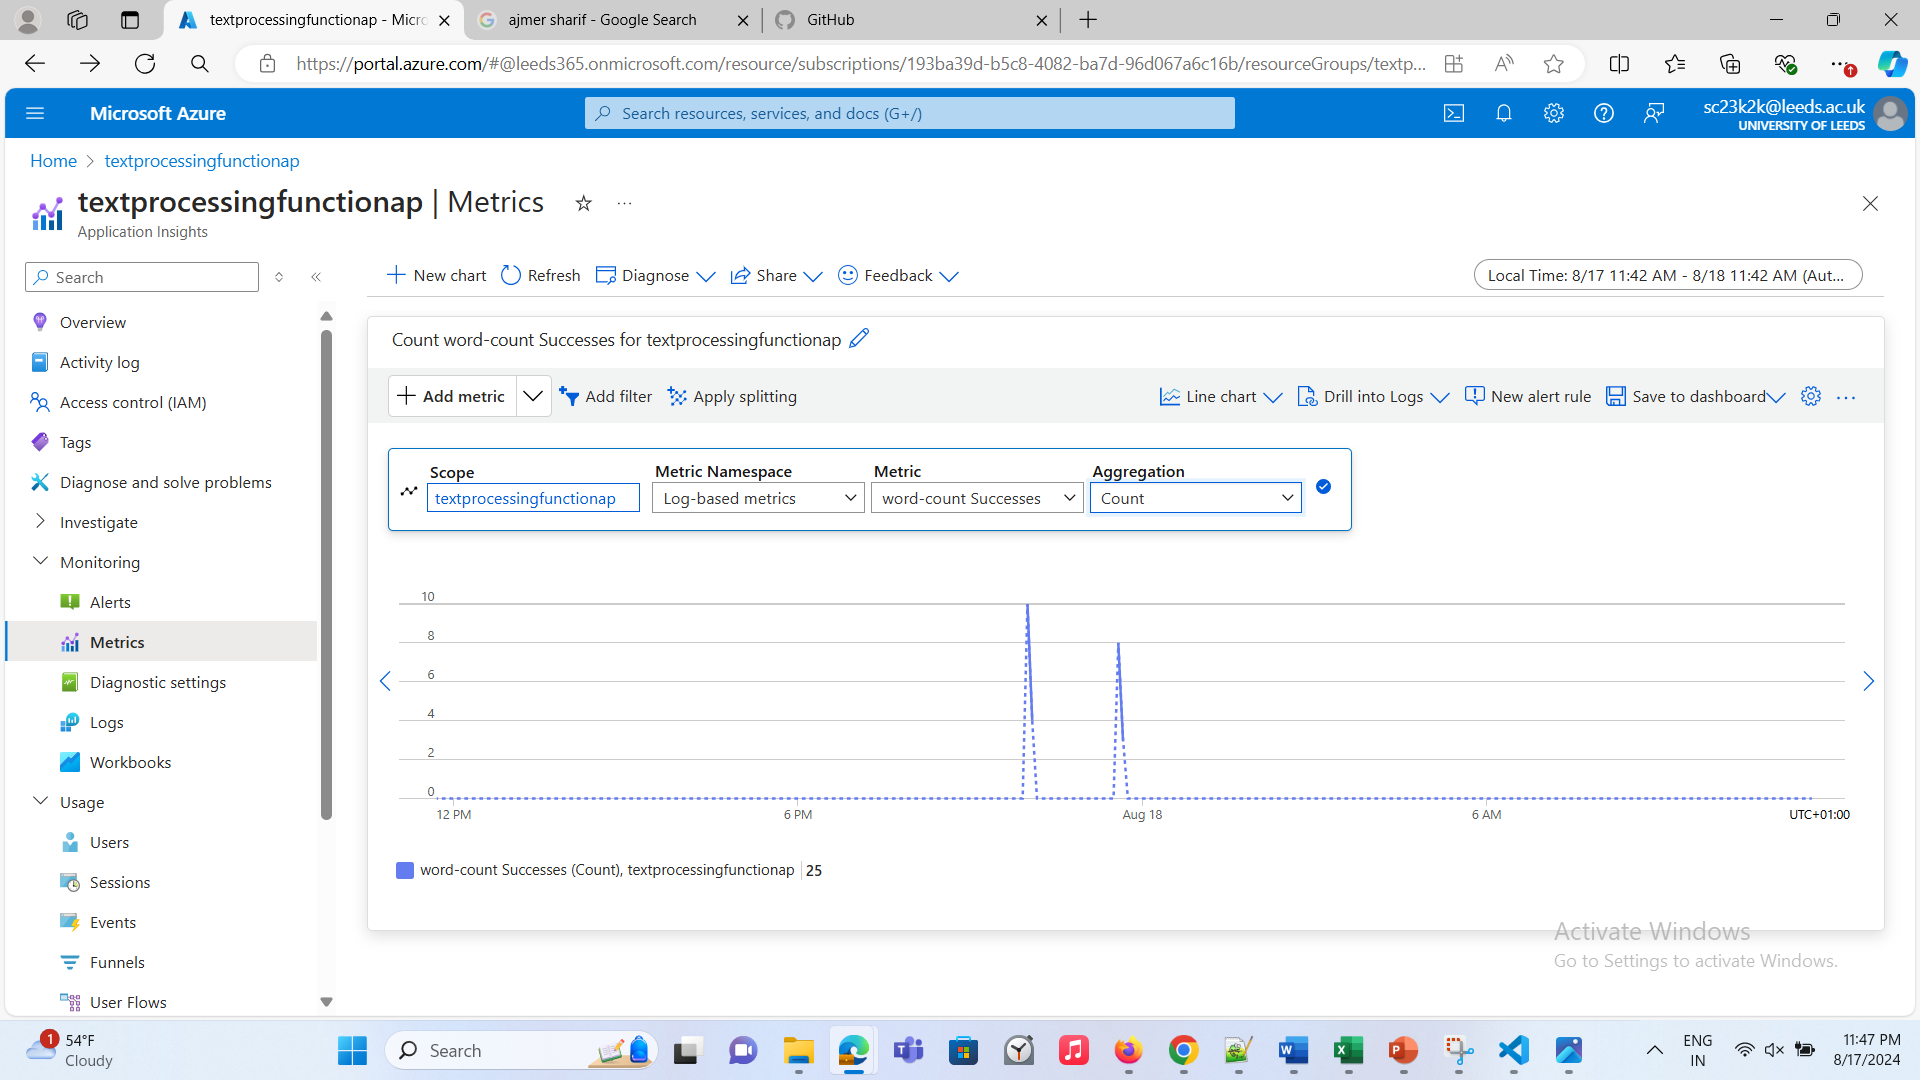 textprocessingfunctionap - Micro
ajmer sharif - Google Search
GitHub
https://portal.azure.com/#@leeds365.onmicrosoft.com/resource/subscriptions/193ba39d-b5c8-4082-ba7d-96d067a6c16b/resourceGroups/textp...
Microsoft Azure
Search resources, services, and docs (G+/)
sc23k2k@leeds.ac.uk
UNIVERSITY OF LEEDS
Home > textprocessingfunctionap
textprocessingfunctionap | Metrics
Application Insights
Search
New chart Refresh Diagnose Share Feedback
Local Time: 8/17 11:42 AM - 8/18 11:42 AM (Aut...
Overview
Activity log
Access control (IAM)
Tags
Diagnose and solve problems
Investigate
Monitoring
Alerts
Metrics
Diagnostic settings
Logs
Workbooks
Usage
Users
Sessions
Events
Funnels
User Flows
Count word-count Successes for textprocessingfunctionap
Add metric Add filter Apply splitting
Line chart Drill into Logs New alert rule Save to dashboard
Scope Metric Namespace Metric Aggregation
textprocessingfunctionap Log-based metrics word-count Successes Count
10
8
6
4
2
0
12 PM 6 PM Aug 18 6 AM UTC+01:00
word-count Successes (Count), textprocessingfunctionap | 25
Activate Windows
Go to Settings to activate Windows.
1
54°F
Cloudy
Search
ENG
IN
11:47 PM
8/17/2024